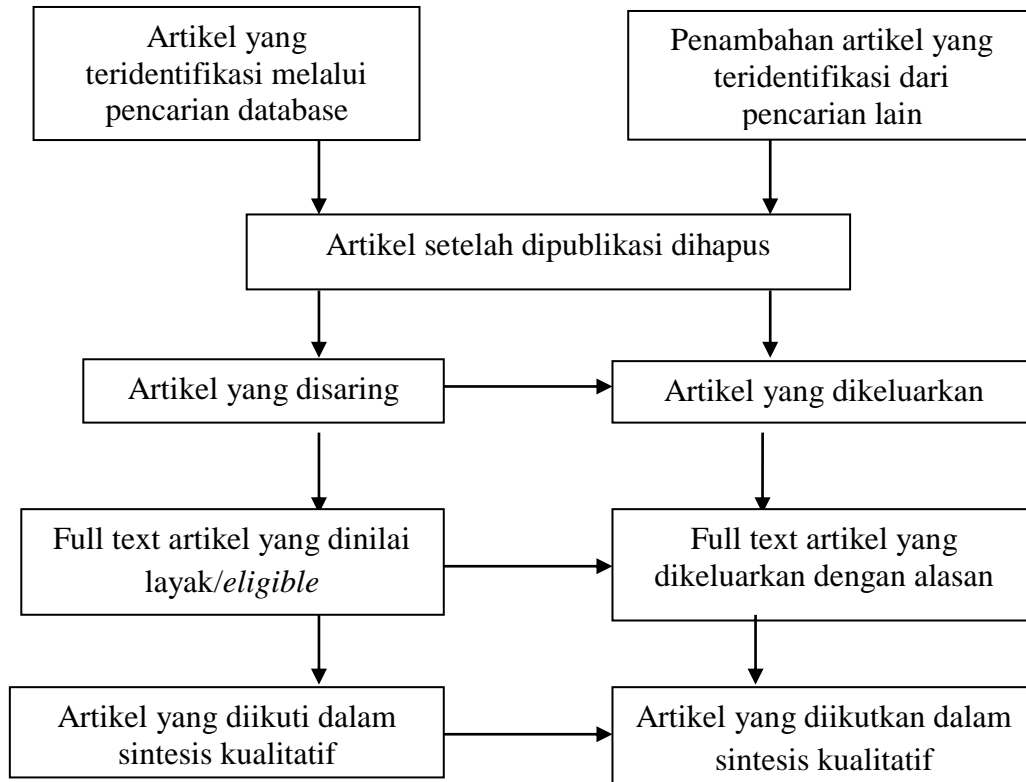 Artikel yang
teridentifikasi melalui
pencarian database
Penambahan artikel yang
teridentifikasi dari
pencarian lain
Artikel setelah dipublikasi dihapus
Artikel yang disaring
Artikel yang dikeluarkan
Full text artikel yang dinilai
layak/eligible
Full text artikel yang
dikeluarkan dengan alasan
Artikel yang diikuti dalam
sintesis kualitatif
Artikel yang diikutkan dalam
sintesis kualitatif